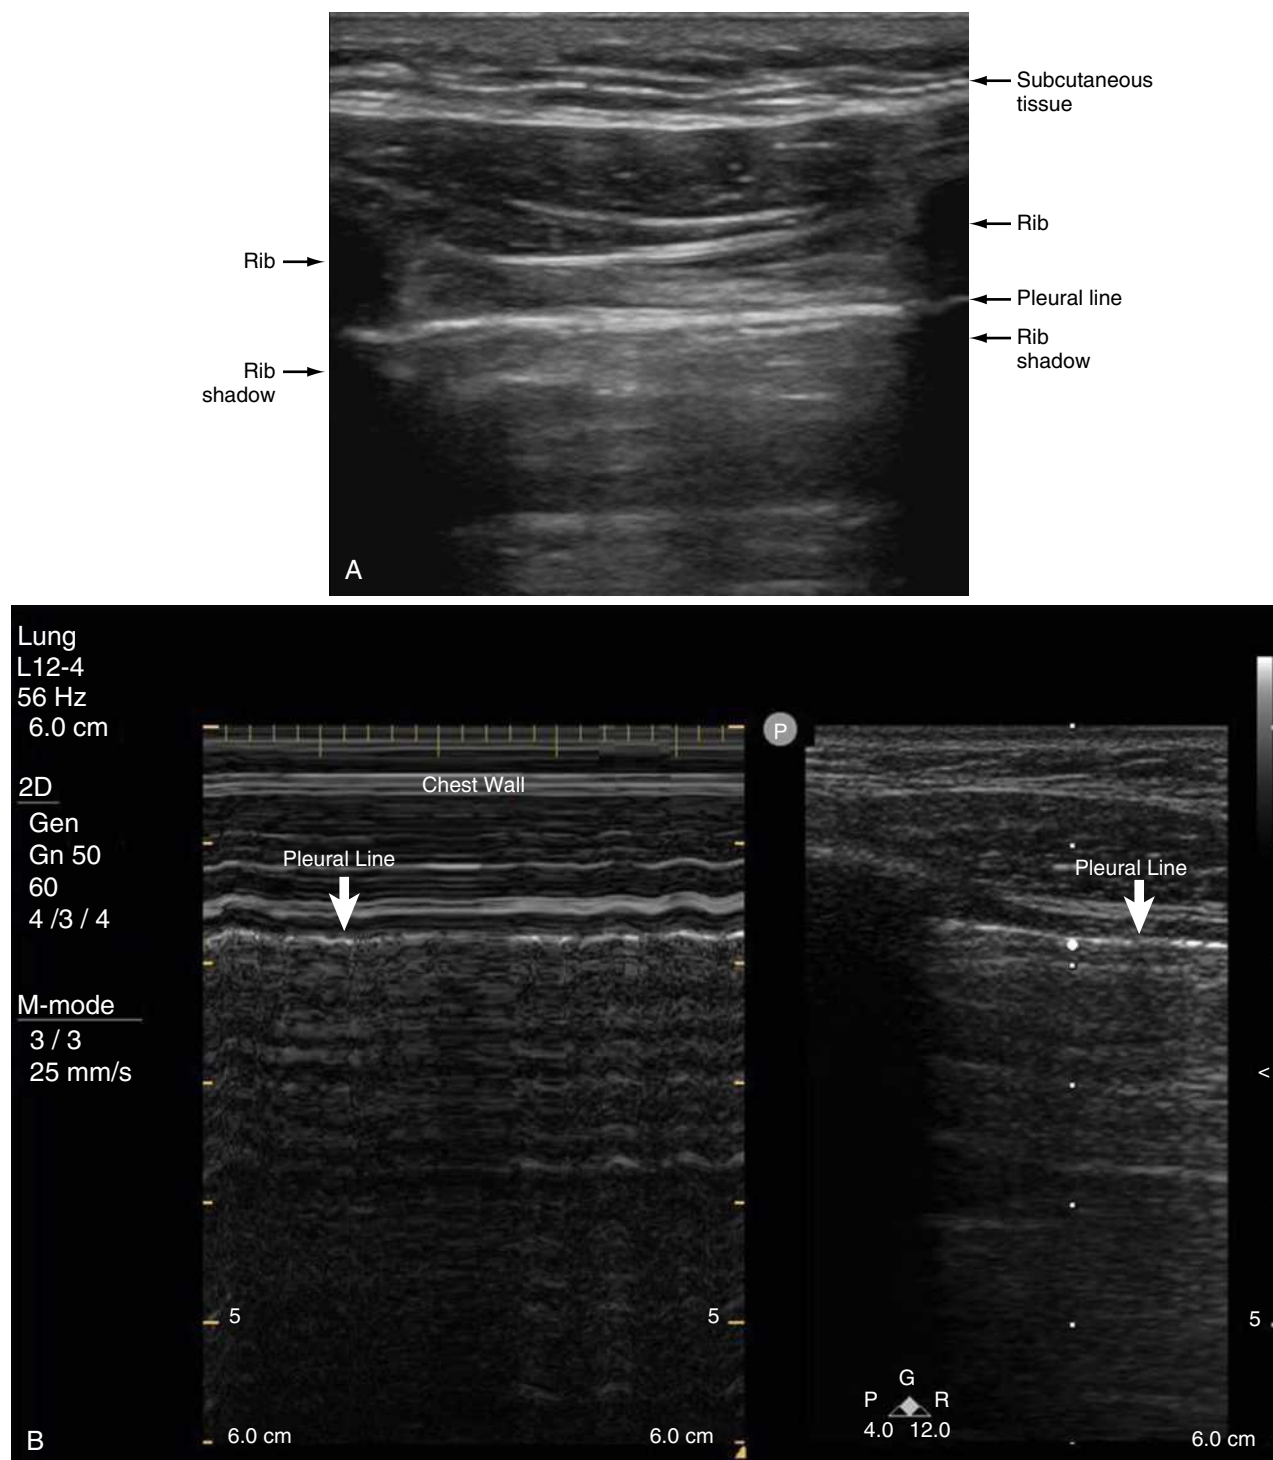 Subcutaneous
tissue
Rib
Rib
Pleural line
Rib
shadow
Rib
shadow
A
Lung
L12-4
56 Hz
6.0 cm
2D
Gen
Gn 50
60
4 /3 / 4
M-mode
3 / 3
25 mm/s
Chest Wall
Pleural Line
5
5
6.0 cm
6.0 cm
B
P
Pleural Line
<
5
G
P
R
4.0
12.0
6.0 cm